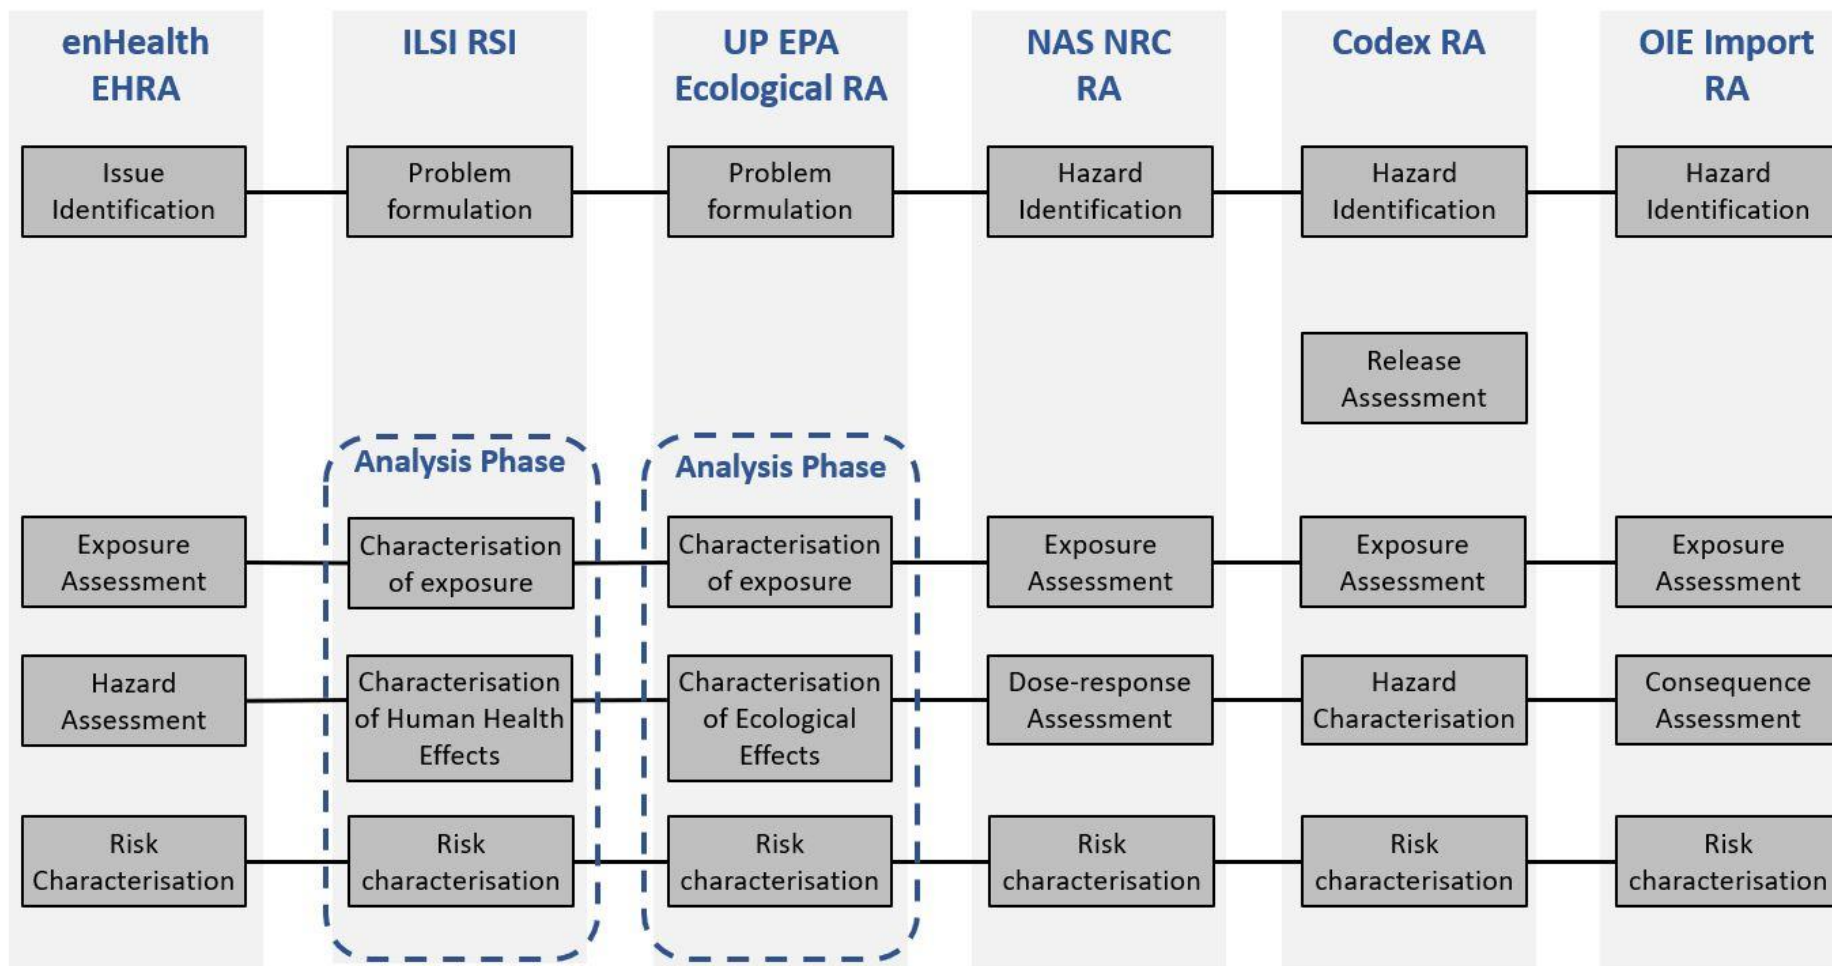 enHealth
EHRA
ILSI RSI
UP EPA
Ecological RA
NAS NRC
RA
Codex RA
OIE Import
RA
Issue
Identification
Problem
formulation
Problem
formulation
Hazard
Identification
Hazard
Identification
Hazard
Identification
Release
Assessment
Analysis Phase
Analysis Phase
Exposure
Assessment
Characterisation
of exposure
Characterisation
of exposure
Exposure
Assessment
Exposure
Assessment
Exposure
Assessment
Hazard
Assessment
Characterisation
of Human Health
Effects
Characterisation
of Ecological
Effects
Dose-response
Assessment
Hazard
Characterisation
Consequence
Assessment
Risk
Characterisation
Risk
characterisation
Risk
characterisation
Risk
characterisation
Risk
characterisation
Risk
characterisation